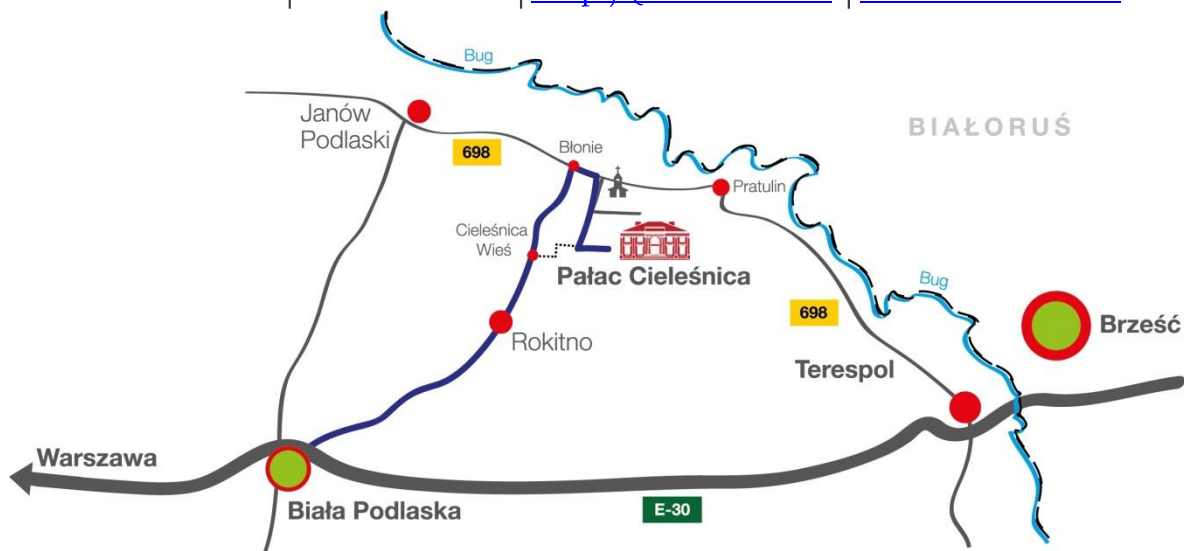 Bug
Janów
Podlaski
BIAŁORUŚ
698
Błonie
Pratulin
Cieleśnica
Wieś
Pałac Cieleśnica
Bug
698
Brześć
Rokitno
Terespol
Warszawa
Biała Podlaska
E-30